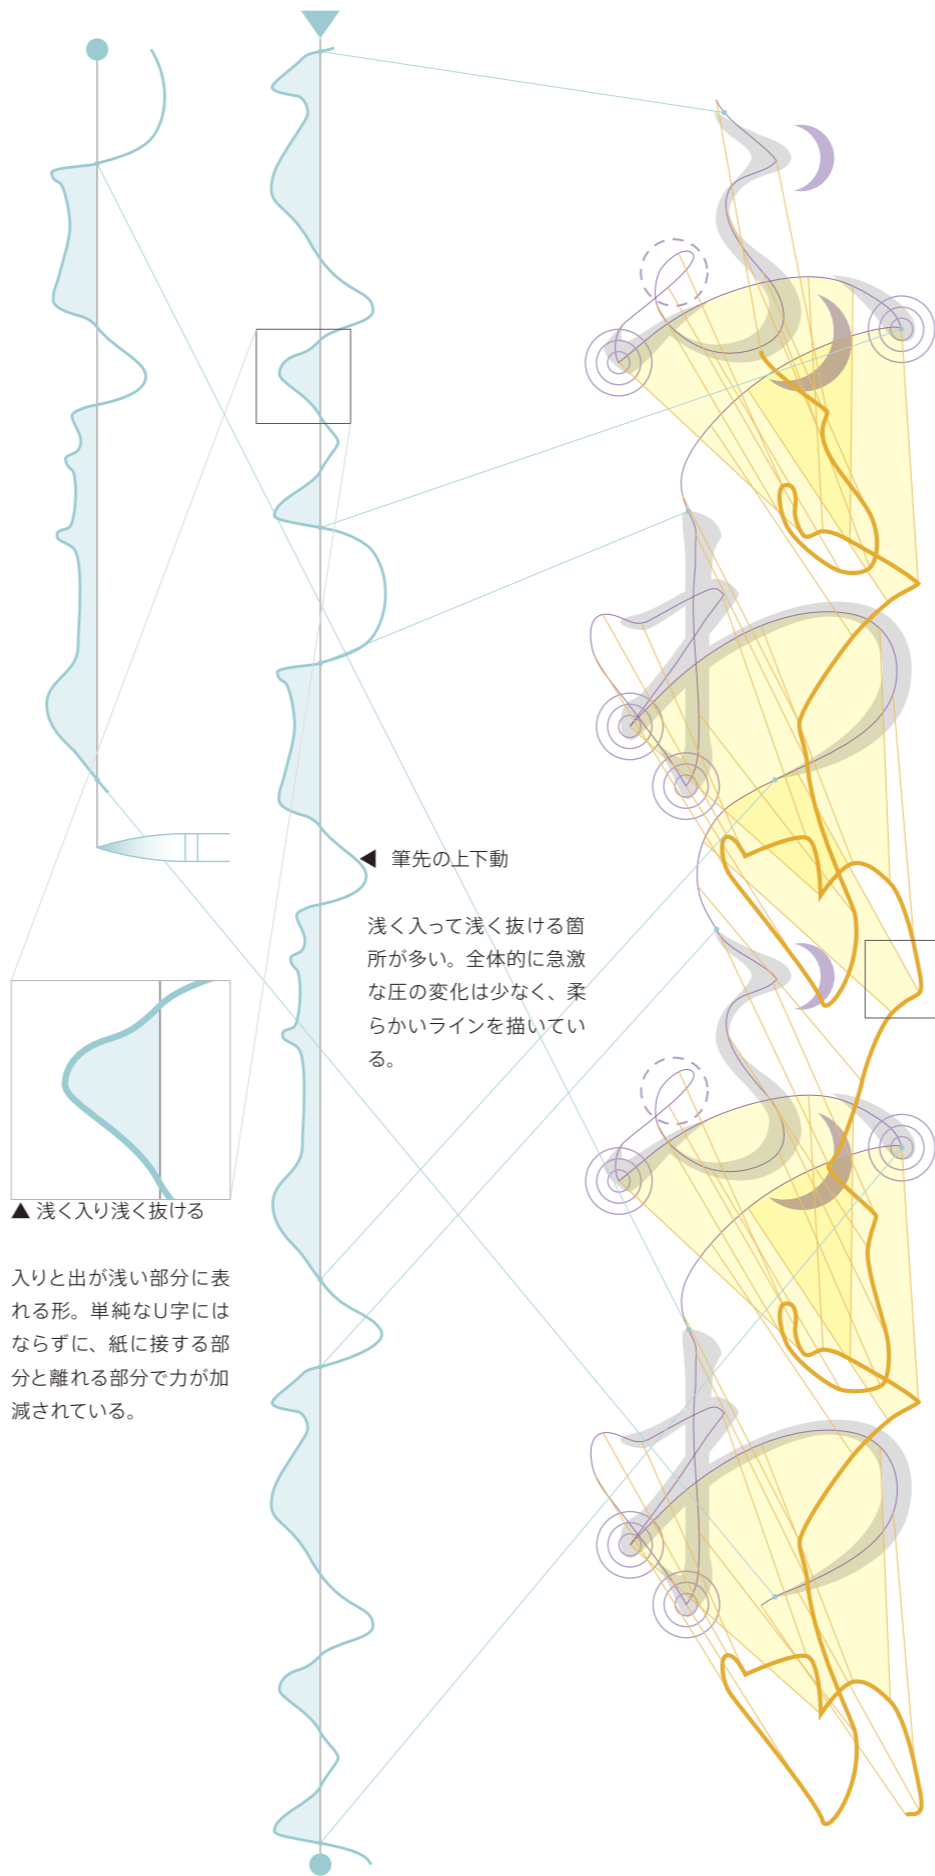 ◀ 筆先の上下動
浅く入って浅く抜ける箇
所が多い。全体的に急激
な圧の変化は少なく、柔
らかいラインを描いてい
る。
▲ 浅く入り浅く抜ける
入りと出が浅い部分に表
れる形。単純なU字には
ならずに、紙に接する部
分と離れる部分で力が加
減されている。